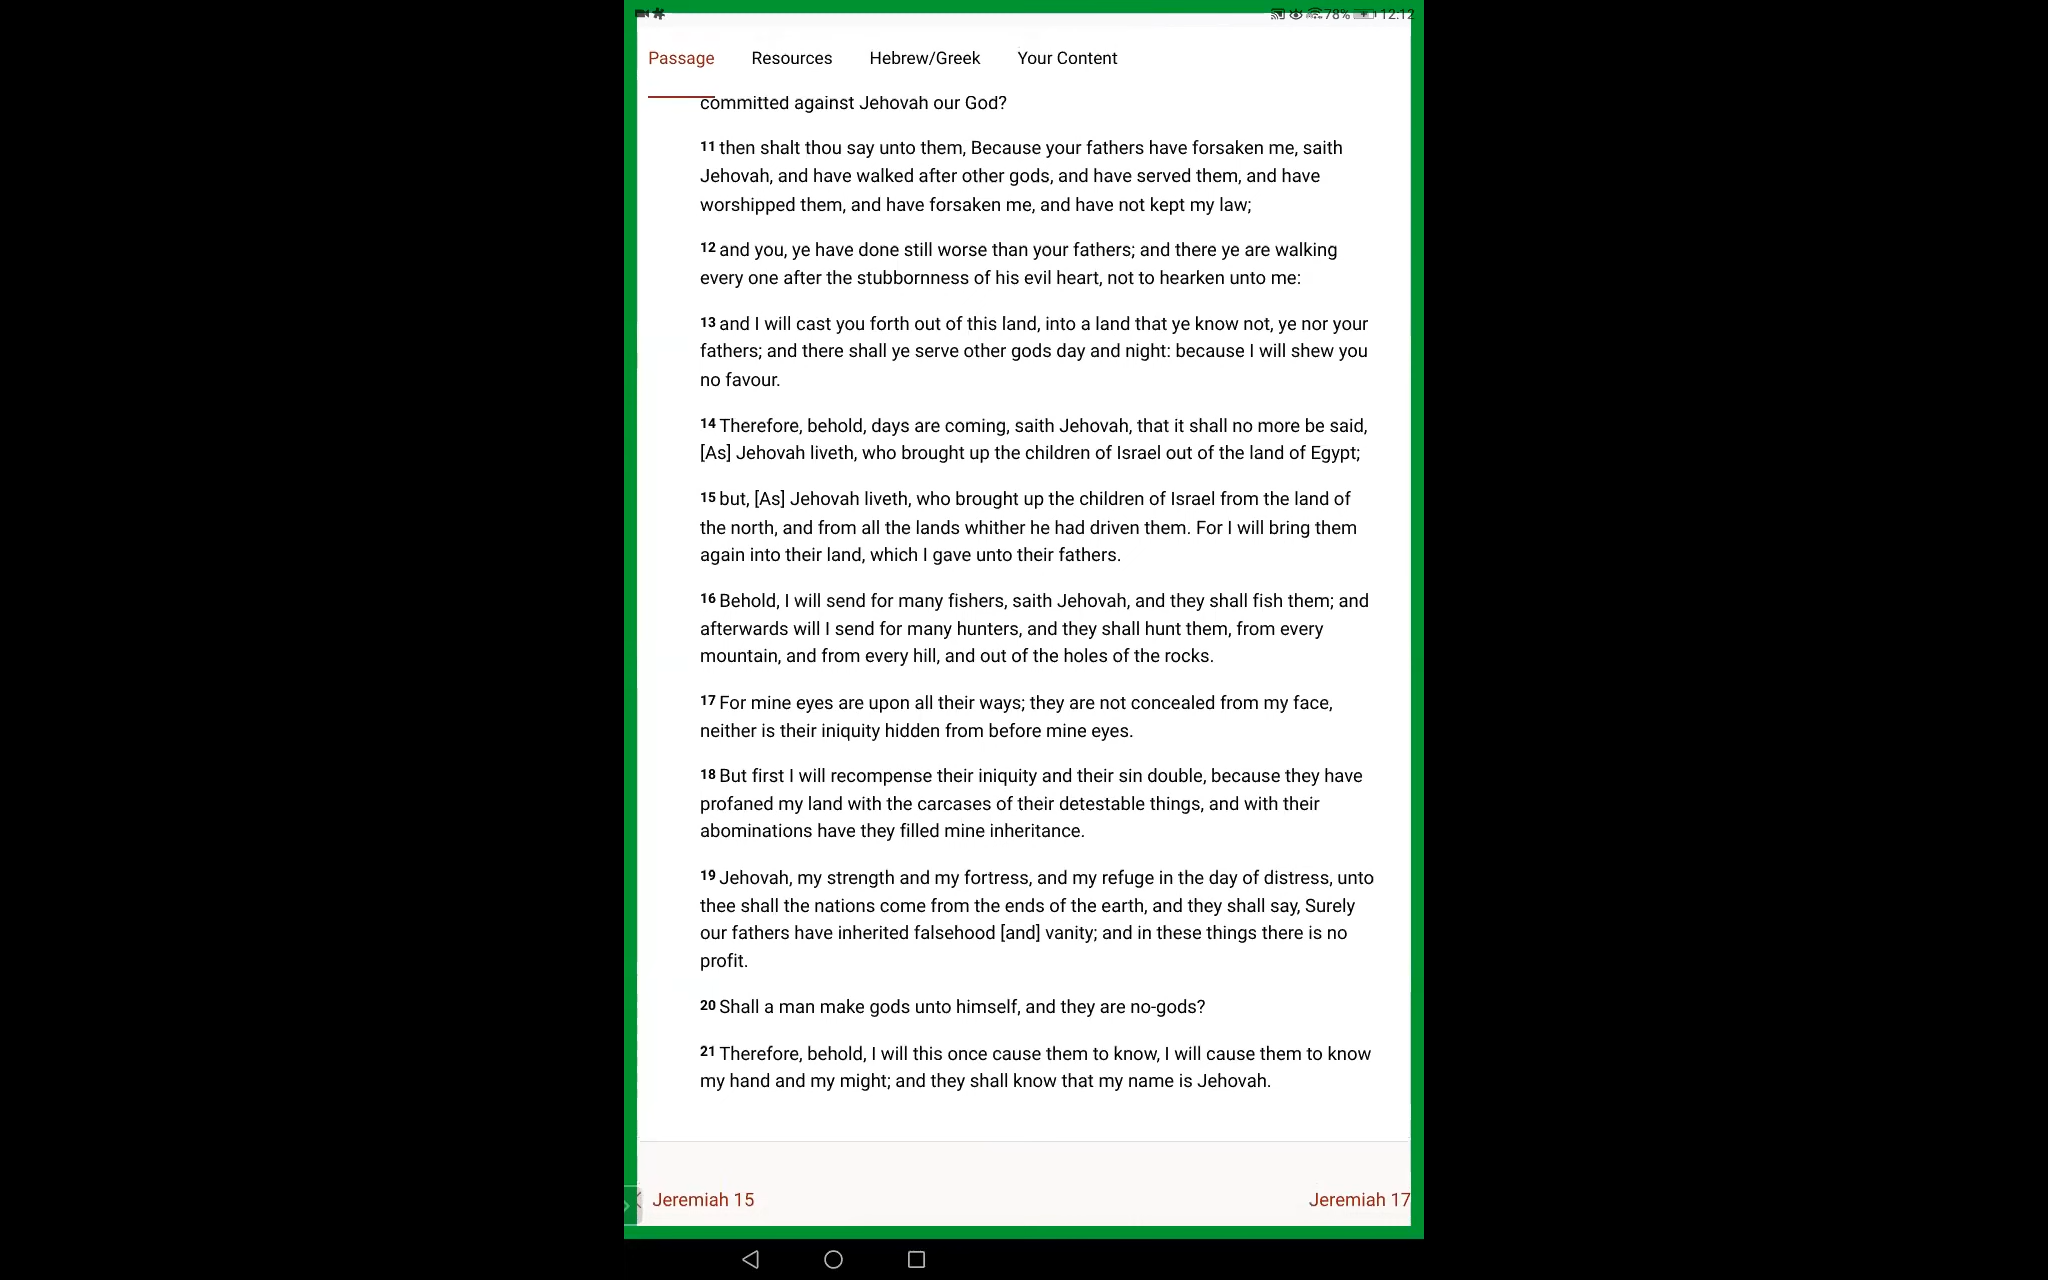 78% 12:12
Passage Resources Hebrew/Greek Your Content
committed against Jehovah our God?
11 then shalt thou say unto them, Because your fathers have forsaken me, saith
Jehovah, and have walked after other gods, and have served them, and have
worshipped them, and have forsaken me, and have not kept my law;
12 and you, ye have done still worse than your fathers; and there ye are walking
every one after the stubbornness of his evil heart, not to hearken unto me:
13 and I will cast you forth out of this land, into a land that ye know not, ye nor your
fathers; and there shall ye serve other gods day and night: because I will shew you
no favour.
14 Therefore, behold, days are coming, saith Jehovah, that it shall no more be said,
[As] Jehovah liveth, who brought up the children of Israel out of the land of Egypt;
15 but, [As] Jehovah liveth, who brought up the children of Israel from the land of
the north, and from all the lands whither he had driven them. For I will bring them
again into their land, which I gave unto their fathers.
16 Behold, I will send for many fishers, saith Jehovah, and they shall fish them; and
afterwards will I send for many hunters, and they shall hunt them, from every
mountain, and from every hill, and out of the holes of the rocks.
17 For mine eyes are upon all their ways; they are not concealed from my face,
neither is their iniquity hidden from before mine eyes.
18 But first I will recompense their iniquity and their sin double, because they have
profaned my land with the carcases of their detestable things, and with their
abominations have they filled mine inheritance.
19 Jehovah, my strength and my fortress, and my refuge in the day of distress, unto
thee shall the nations come from the ends of the earth, and they shall say, Surely
our fathers have inherited falsehood [and] vanity; and in these things there is no
profit.
20 Shall a man make gods unto himself, and they are no-gods?
21 Therefore, behold, I will this once cause them to know, I will cause them to know
my hand and my might; and they shall know that my name is Jehovah.
Jeremiah 15 Jeremiah 17